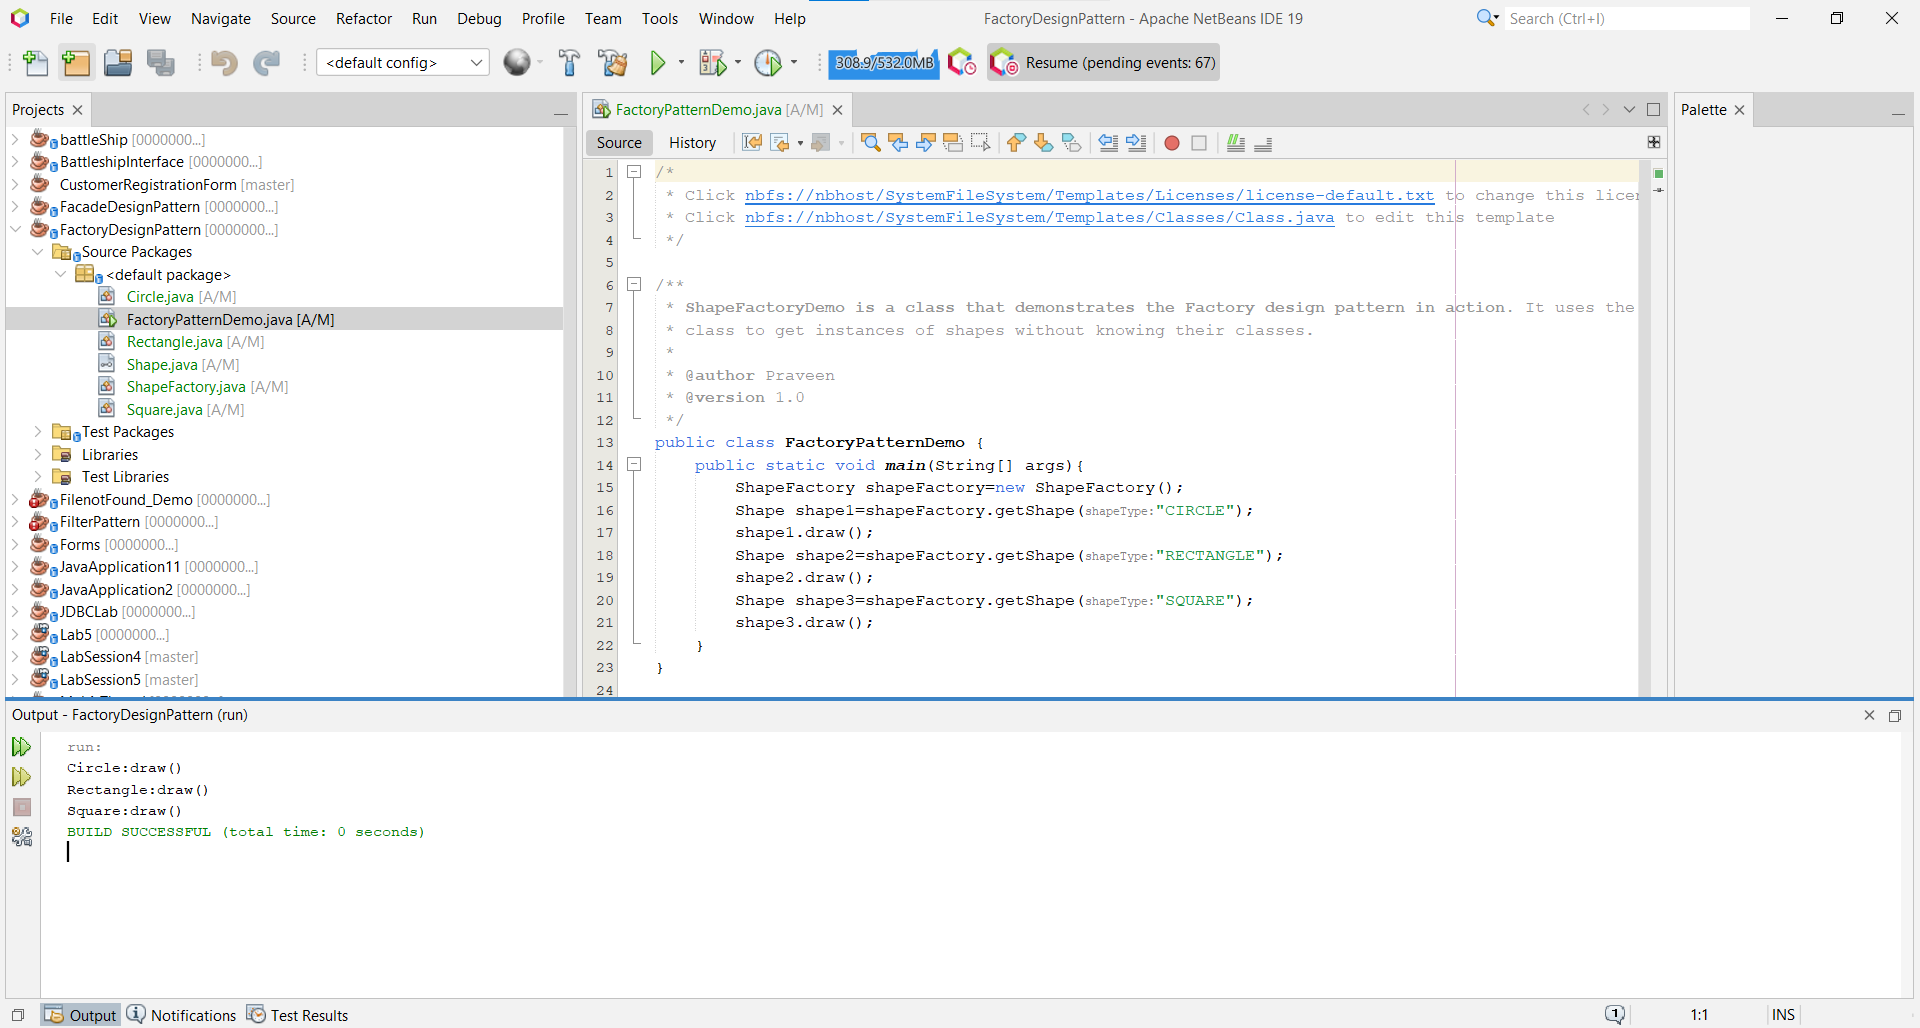 File Edit View Navigate Source Refactor Run Debug Profile Team Tools Window Help FactoryDesignPattern - Apache NetBeans IDE 19 Search (Ctrl+I)
<default config> 308.9/532.0MB Resume (pending events: 67)
Projects
battleShip [0000000...]
BattleshipInterface [0000000...]
CustomerRegistrationForm [master]
FacadeDesignPattern [0000000...]
FactoryDesignPattern [0000000...]
Source Packages
<default package>
Circle.java [A/M]
FactoryPatternDemo.java [A/M]
Rectangle.java [A/M]
Shape.java [A/M]
ShapeFactory.java [A/M]
Square.java [A/M]
Test Packages
Libraries
Test Libraries
FilenotFound_Demo [0000000...]
FilterPattern [0000000...]
Forms [0000000...]
JavaApplication11 [0000000...]
JavaApplication2 [0000000...]
JDBCLab [0000000...]
Lab5 [0000000...]
LabSession4 [master]
LabSession5 [master]
FactoryPatternDemo.java [A/M]
Source History
1 /*
2 * Click nbfs://nbhost/SystemFileSystem/Templates/Licenses/license-default.txt to change this licen
3 * Click nbfs://nbhost/SystemFileSystem/Templates/Classes/Class.java to edit this template
4 */
5
6 /**
7 * ShapeFactoryDemo is a class that demonstrates the Factory design pattern in action. It uses the
8 * class to get instances of shapes without knowing their classes.
9 *
10 * @author Praveen
11 * @version 1.0
12 */
13 public class FactoryPatternDemo {
14 public static void main(String[] args){
15 ShapeFactory shapeFactory=new ShapeFactory();
16 Shape shape1=shapeFactory.getShape(shapeType:"CIRCLE");
17 shape1.draw();
18 Shape shape2=shapeFactory.getShape(shapeType:"RECTANGLE");
19 shape2.draw();
20 Shape shape3=shapeFactory.getShape(shapeType:"SQUARE");
21 shape3.draw();
22 }
23 }
24
Palette
Output - FactoryDesignPattern (run)
run:
Circle:draw()
Rectangle:draw()
Square:draw()
BUILD SUCCESSFUL (total time: 0 seconds)
Output Notifications Test Results 1 1:1 INS